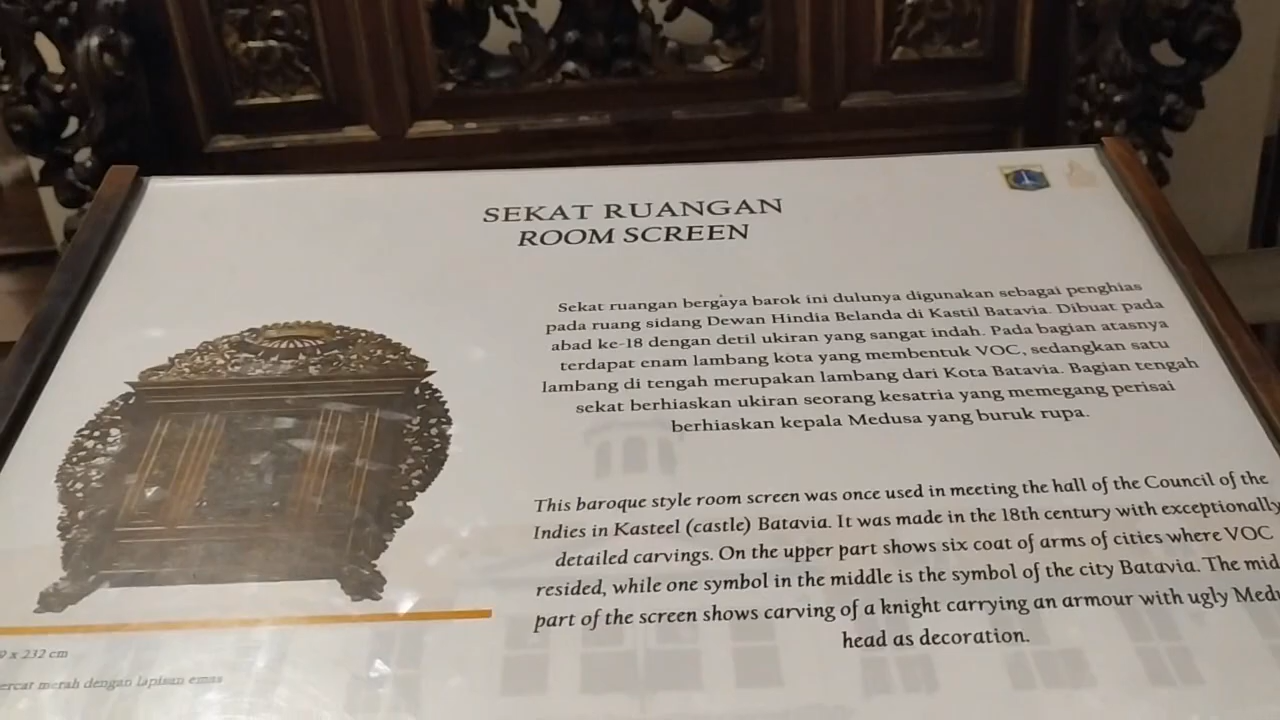 SEKAT RUANGAN
ROOM SCREEN
Sekat ruangan bergaya barok ini dulunya digunakan sebagai penghias
pada ruang sidang Dewan Hindia Belanda di Kastil Batavia. Dibuat pada
abad ke-18 dengan detil ukiran yang sangat indah. Pada bagian atasnya
terdapat enam lambang kota yang membentuk VOC, sedangkan satu
lambang di tengah merupakan lambang dari Kota Batavia. Bagian tengah
sekat berhiaskan ukiran seorang kesatria yang memegang perisai
berhiaskan kepala Medusa yang buruk rupa.
This baroque style room screen was once used in meeting the hall of the Council of the
Indies in Kasteel (castle) Batavia. It was made in the 18th century with exceptionally
detailed carvings. On the upper part shows six coat of arms of cities where VOC
resided, while one symbol in the middle is the symbol of the city Batavia. The mid
part of the screen shows carving of a knight carrying an armour with ugly Medu
head as decoration.
x 232 cm
ercat merah dengan lapisan emas